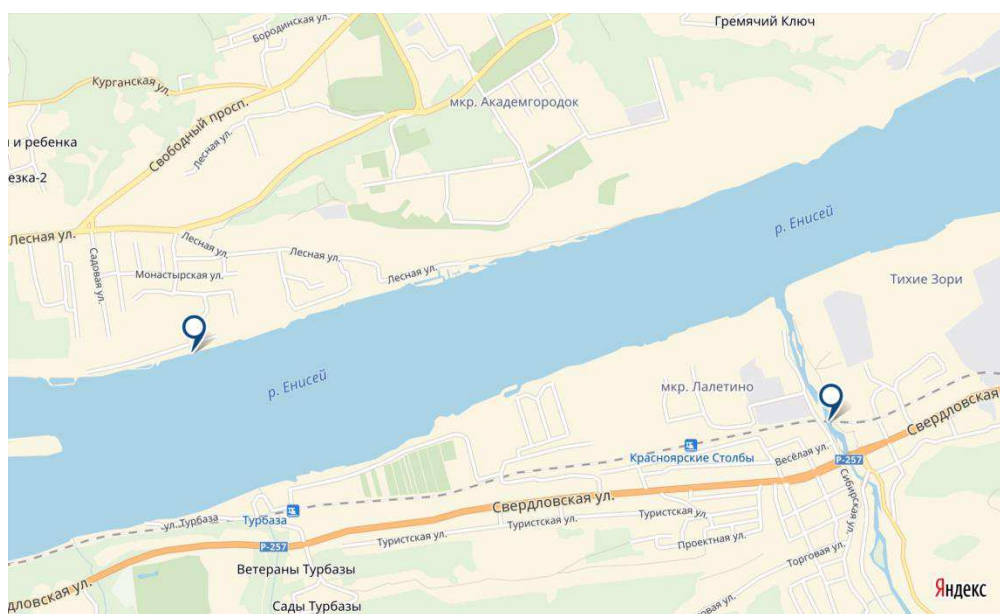 Бородинская ул.
Гремячий Ключ
Курганская ул.
мкр. Академгородок
Свободный просп.
Лесная ул.
и ребенка
езка-2
р. Енисей
Лесная ул.
Садовая ул.
Лесная ул.
Лесная ул.
Лесная ул.
Монастырская ул.
Тихие Зори
р. Енисей
мкр. Лалетино
Свердловская
Весёлая ул.
Красноярские Столбы
Р-257
Сибирская ул.
Свердловская ул.
ул. Турбаза
Турбаза
Туристская ул.
Туристская ул.
Туристская ул.
Проектная ул.
Р-257
Торговая ул.
Ветераны Турбазы
дловская ул.
Сады Турбазы
овая ул.
Яндекс